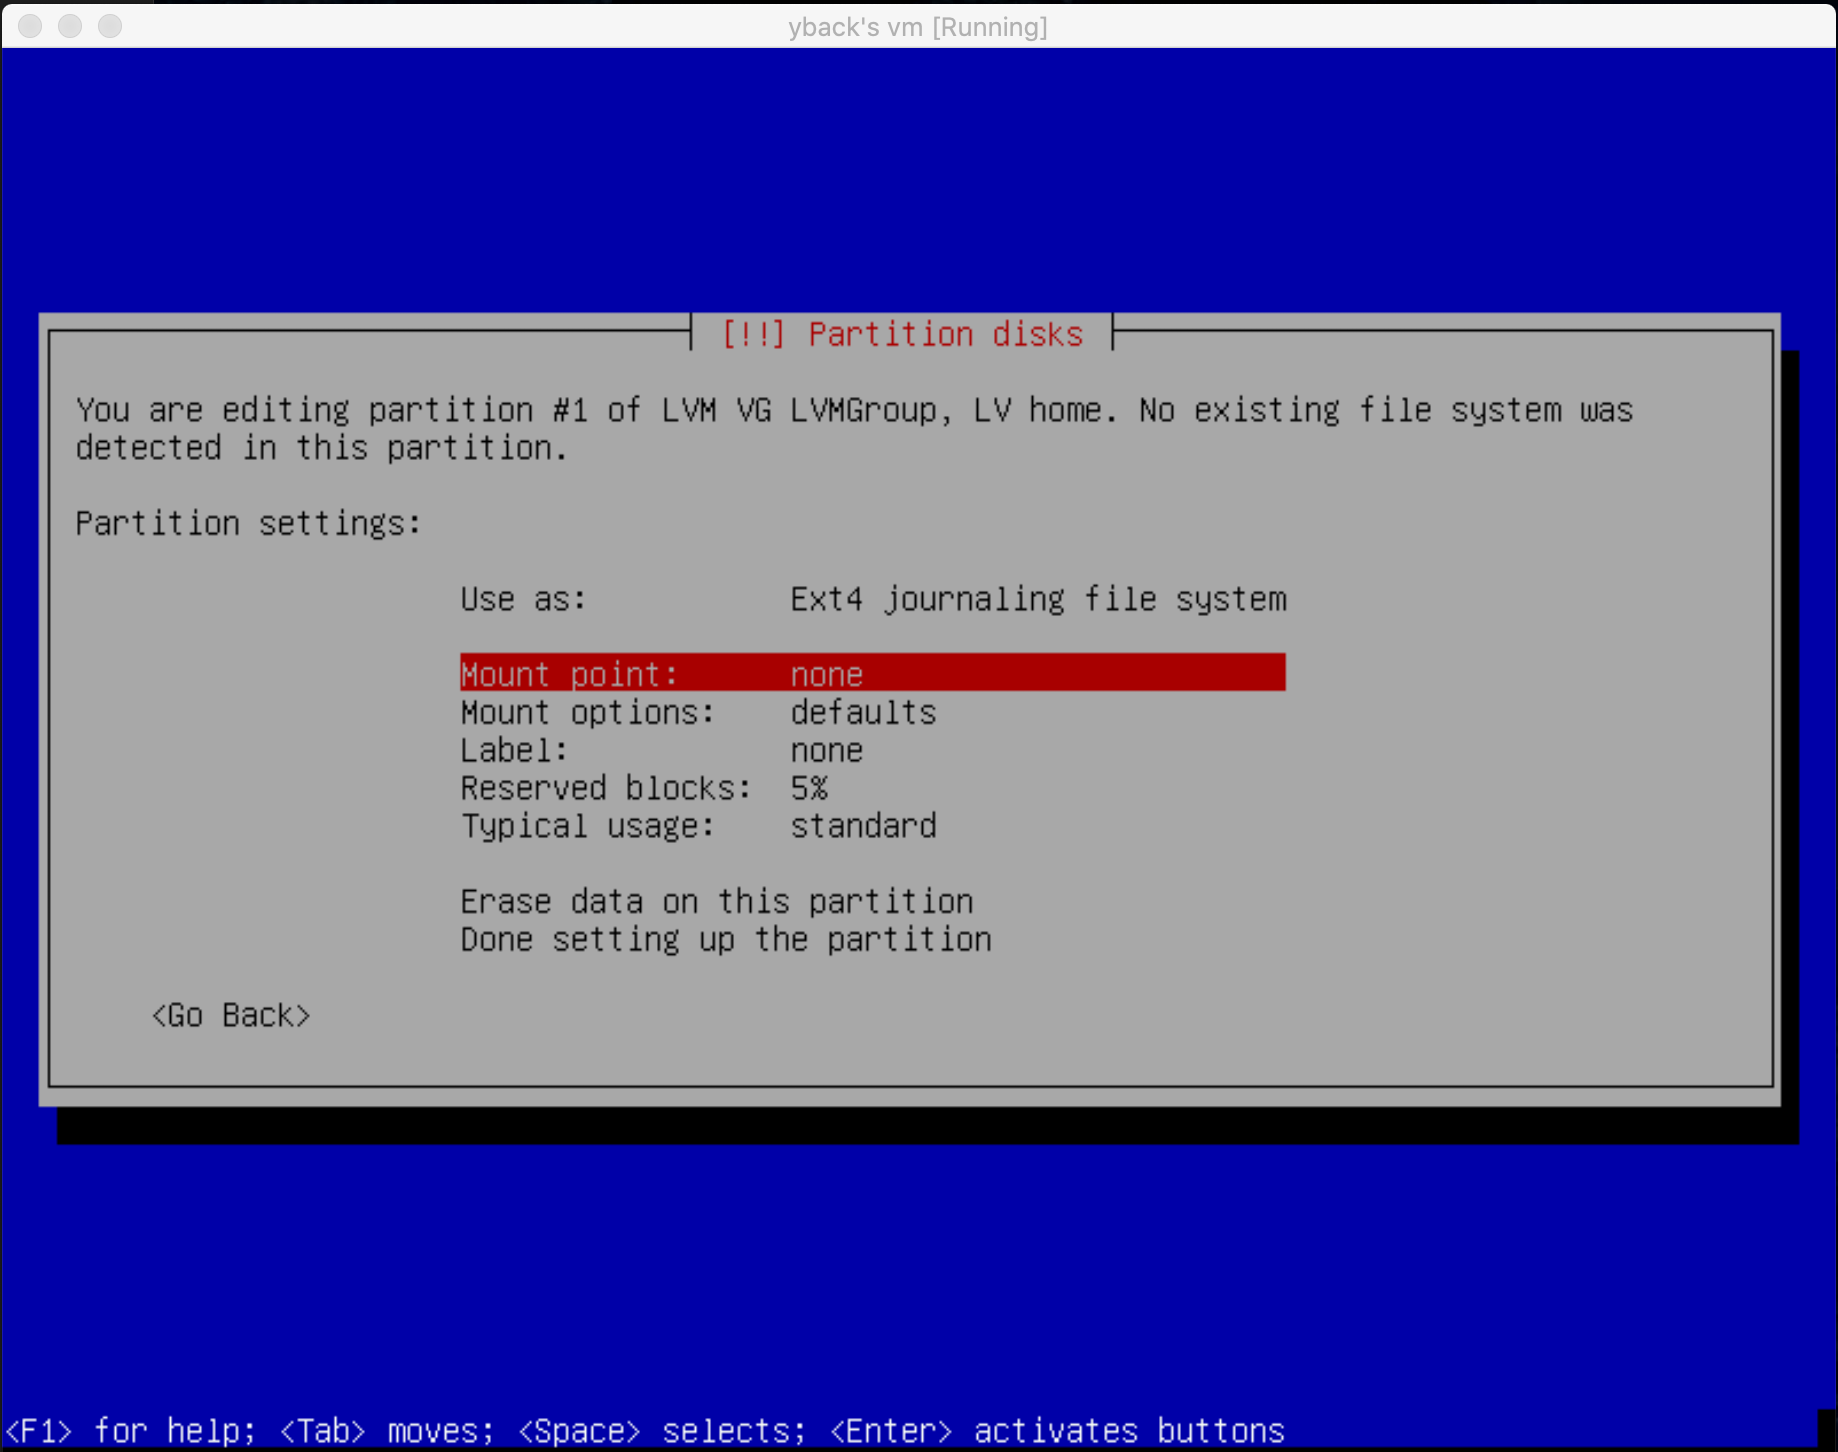 yback's vm [Running]
[!!] Partition disks
You are editing partition #1 of LVM VG LVMGroup, LV home. No existing file system was
detected in this partition.
Partition settings:
Use as: Ext4 journaling file system
Mount point: none
Mount options: defaults
Label: none
Reserved blocks: 5%
Typical usage: standard
Erase data on this partition
Done setting up the partition
<Go Back>
<F1> for help; <Tab> moves; <Space> selects; <Enter> activates buttons